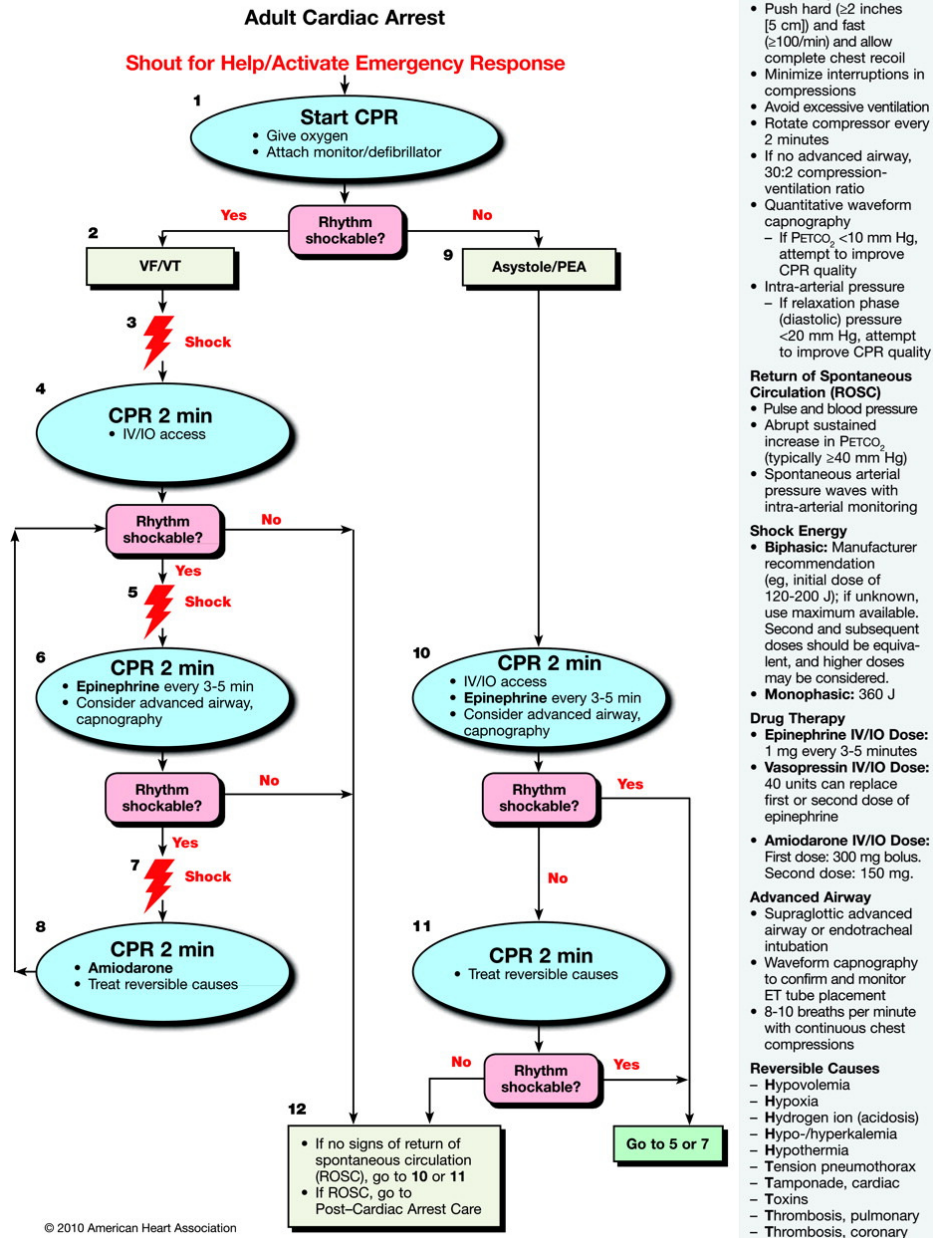 Adult Cardiac Arrest
Shout for Help/Activate Emergency Response
1
Start CPR
• Give oxygen
• Attach monitor/defibrillator
Rhythm
shockable?
Yes
No
2
VF/VT
9
Asystole/PEA
3
Shock
4
CPR 2 min
• IV/IO access
Rhythm
shockable?
No
Yes
5
Shock
6
CPR 2 min
• Epinephrine every 3-5 min
• Consider advanced airway,
capnography
Rhythm
shockable?
No
Yes
7
Shock
8
CPR 2 min
• Amiodarone
• Treat reversible causes
10
CPR 2 min
• IV/IO access
• Epinephrine every 3-5 min
• Consider advanced airway,
capnography
Rhythm
shockable?
Yes
No
11
CPR 2 min
• Treat reversible causes
Rhythm
shockable?
No
Yes
12
• If no signs of return of
spontaneous circulation
(ROSC), go to 10 or 11
• If ROSC, go to
Post–Cardiac Arrest Care
Go to 5 or 7
© 2010 American Heart Association
• Push hard (≥2 inches
[5 cm]) and fast
(≥100/min) and allow
complete chest recoil
• Minimize interruptions in
compressions
• Avoid excessive ventilation
• Rotate compressor every
2 minutes
• If no advanced airway,
30:2 compression-
ventilation ratio
• Quantitative waveform
capnography
– If PETCO₂ <10 mm Hg,
attempt to improve
CPR quality
• Intra-arterial pressure
– If relaxation phase
(diastolic) pressure
<20 mm Hg, attempt
to improve CPR quality
Return of Spontaneous
Circulation (ROSC)
• Pulse and blood pressure
• Abrupt sustained
increase in PETCO₂
(typically ≥40 mm Hg)
• Spontaneous arterial
pressure waves with
intra-arterial monitoring
Shock Energy
• Biphasic: Manufacturer
recommendation
(eg, initial dose of
120-200 J); if unknown,
use maximum available.
Second and subsequent
doses should be equiva-
lent, and higher doses
may be considered.
• Monophasic: 360 J
Drug Therapy
• Epinephrine IV/IO Dose:
1 mg every 3-5 minutes
• Vasopressin IV/IO Dose:
40 units can replace
first or second dose of
epinephrine
• Amiodarone IV/IO Dose:
First dose: 300 mg bolus.
Second dose: 150 mg.
Advanced Airway
• Supraglottic advanced
airway or endotracheal
intubation
• Waveform capnography
to confirm and monitor
ET tube placement
• 8-10 breaths per minute
with continuous chest
compressions
Reversible Causes
– Hypovolemia
– Hypoxia
– Hydrogen ion (acidosis)
– Hypo-/hyperkalemia
– Hypothermia
– Tension pneumothorax
– Tamponade, cardiac
– Toxins
– Thrombosis, pulmonary
– Thrombosis, coronary